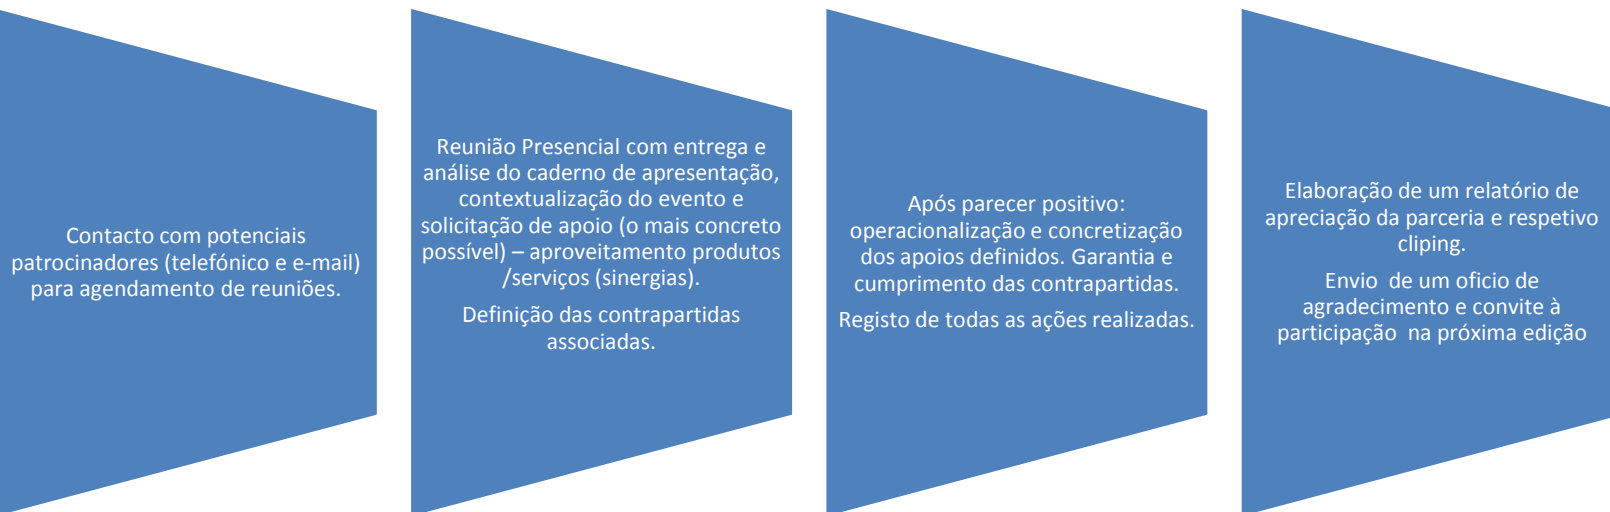 Contacto com potenciais
patrocinadores (telefónico e e-mail)
para agendamento de reuniões.
Reunião Presencial com entrega e
análise do caderno de apresentação,
contextualização do evento e
solicitação de apoio (o mais concreto
possível) – aproveitamento produtos
/serviços (sinergias).
Definição das contrapartidas
associadas.
Após parecer positivo:
operacionalização e concretização
dos apoios definidos. Garantia e
cumprimento das contrapartidas.
Registo de todas as ações realizadas.
Elaboração de um relatório de
apreciação da parceria e respetivo
cliping.
Envio  de um oficio de
agradecimento e convite à
participação  na próxima edição